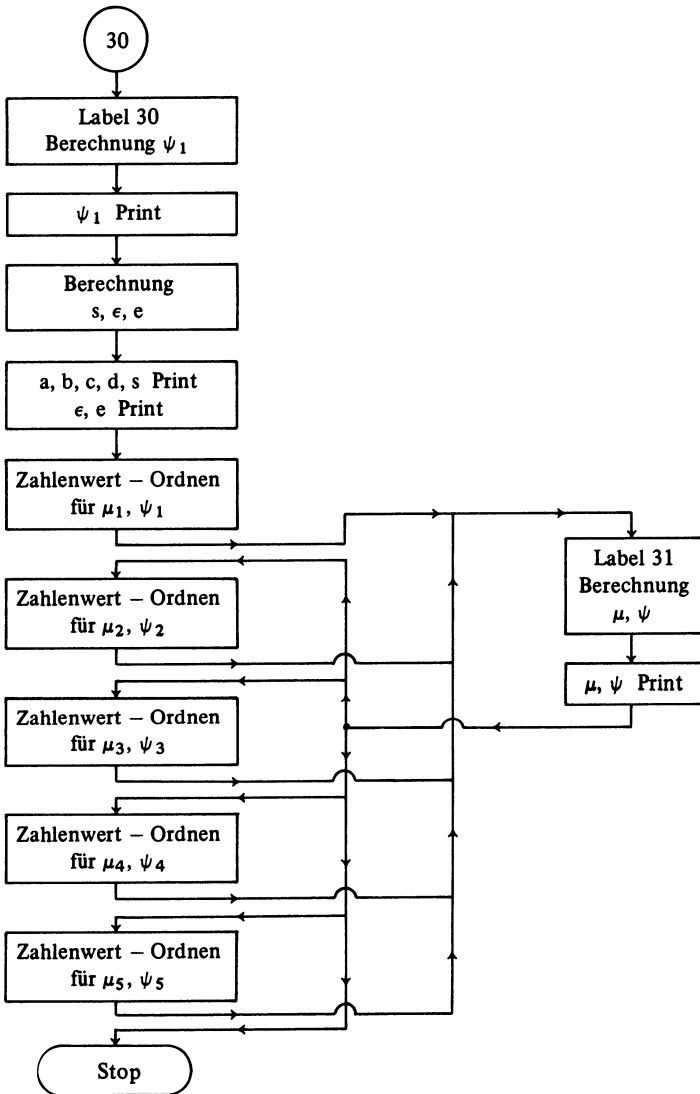 30
Label 30
Berechnung ψ₁
ψ₁ Print
Berechnung
s, ϵ, e
a, b, c, d, s Print
ϵ, e Print
Zahlenwert – Ordnen
für μ₁, ψ₁
Zahlenwert – Ordnen
für μ₂, ψ₂
Zahlenwert – Ordnen
für μ₃, ψ₃
Zahlenwert – Ordnen
für μ₄, ψ₄
Zahlenwert – Ordnen
für μ₅, ψ₅
Stop
Label 31
Berechnung
μ, ψ
μ, ψ Print